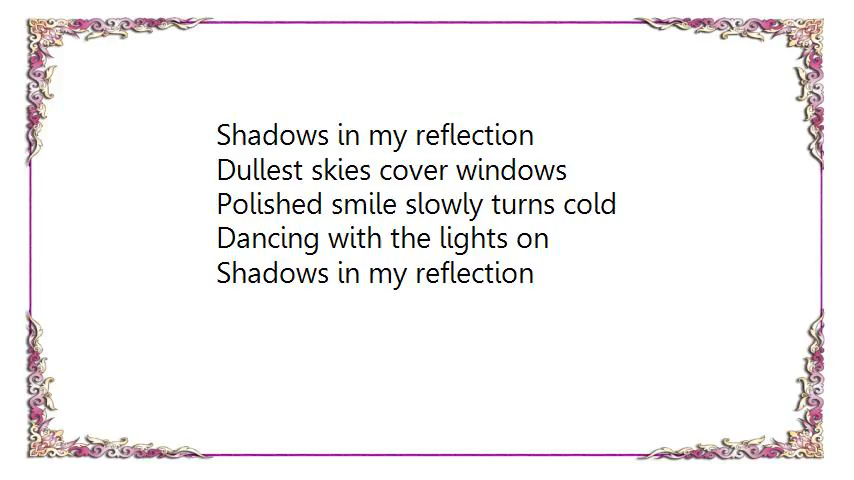 Shadows in my reflection
Dullest skies cover windows
Polished smile slowly turns cold
Dancing with the lights on
Shadows in my reflection